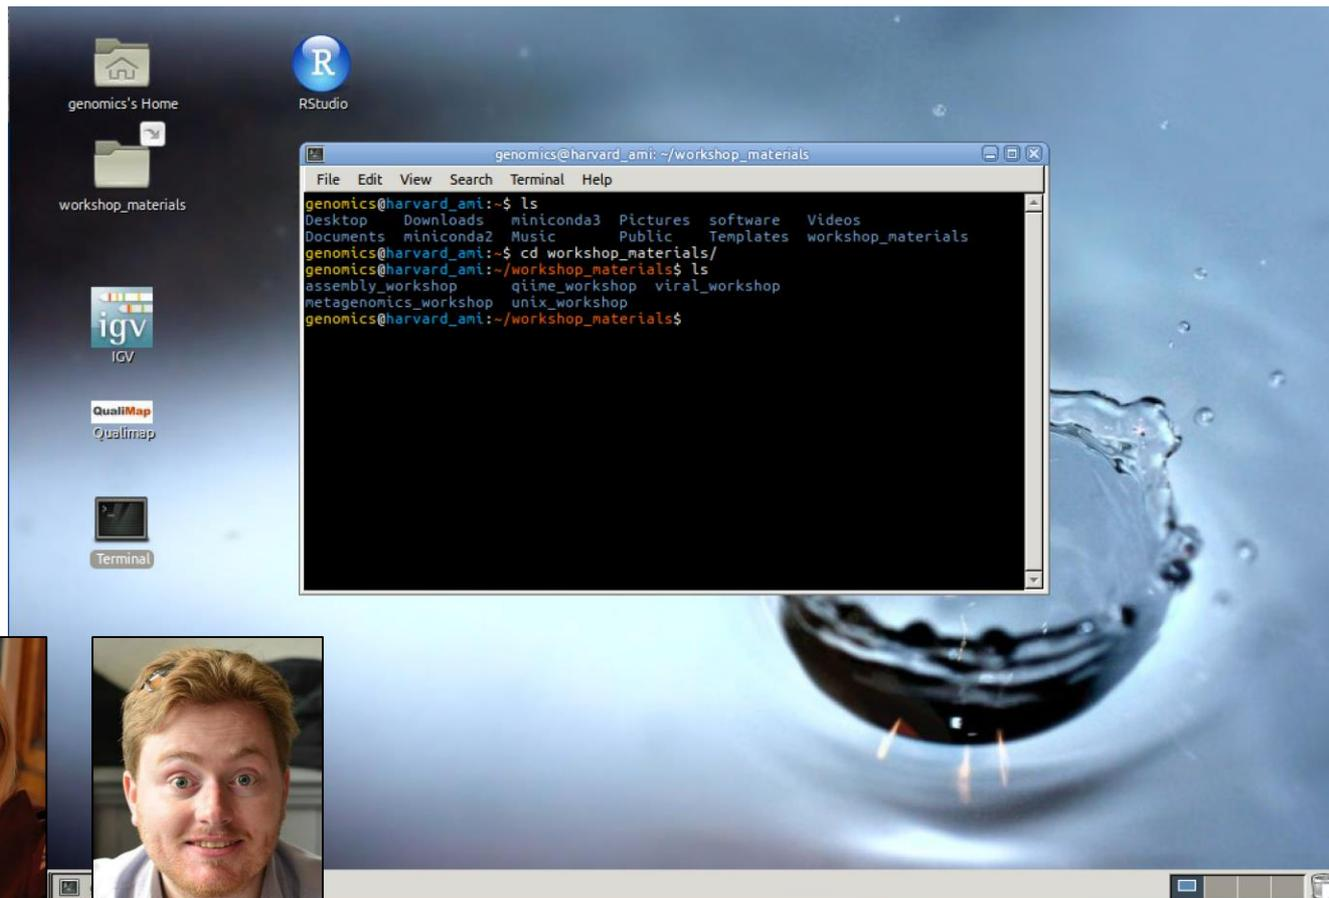 genomics's Home
RStudio
workshop_materials
igv
IGV
QualiMap
Qualimap
>_
Terminal
genomics@harvard_ami: ~/workshop_materials
File Edit View Search Terminal Help
genomics@harvard_ami:~$ ls
Desktop Downloads miniconda3 Pictures software Videos
Documents miniconda2 Music Public Templates workshop_materials
genomics@harvard_ami:~$ cd workshop_materials/
genomics@harvard_ami:~/workshop_materials$ ls
assembly_workshop qiime_workshop viral_workshop
metagenomics_workshop unix_workshop
genomics@harvard_ami:~/workshop_materials$